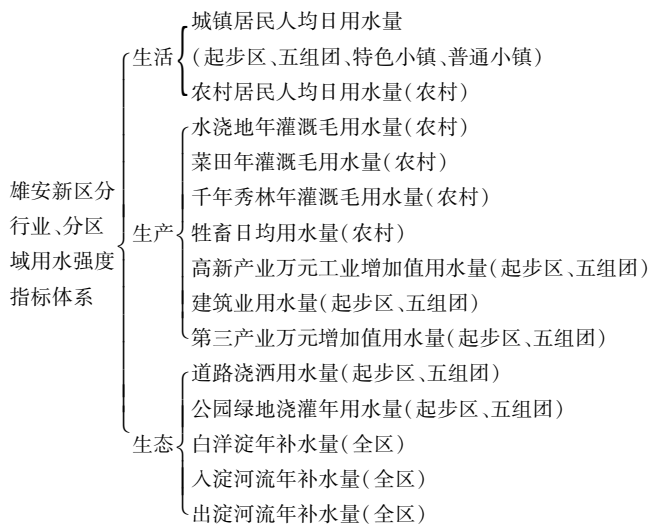 雄安新区分
行业、分区
域用水强度
指标体系
生活
城镇居民人均日用水量
(起步区、五组团、特色小镇、普通小镇)
农村居民人均日用水量(农村)
生产
水浇地年灌溉毛用水量(农村)
菜田年灌溉毛用水量(农村)
千年秀林年灌溉毛用水量(农村)
牲畜日均用水量(农村)
高新产业万元工业增加值用水量(起步区、五组团)
建筑业用水量(起步区、五组团)
第三产业万元增加值用水量(起步区、五组团)
生态
道路浇洒用水量(起步区、五组团)
公园绿地浇灌年用水量(起步区、五组团)
白洋淀年补水量(全区)
入淀河流年补水量(全区)
出淀河流年补水量(全区)